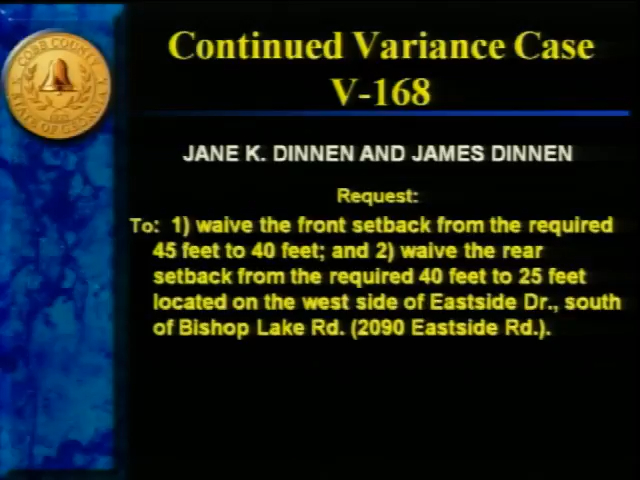 COBB COUNTY
STATE OF GEORGIA
Continued Variance Case
V-168
JANE K. DINNEN AND JAMES DINNEN
Request:
To: 1) waive the front setback from the required
45 feet to 40 feet; and 2) waive the rear
setback from the required 40 feet to 25 feet
located on the west side of Eastside Dr., south
of Bishop Lake Rd. (2090 Eastside Rd.).